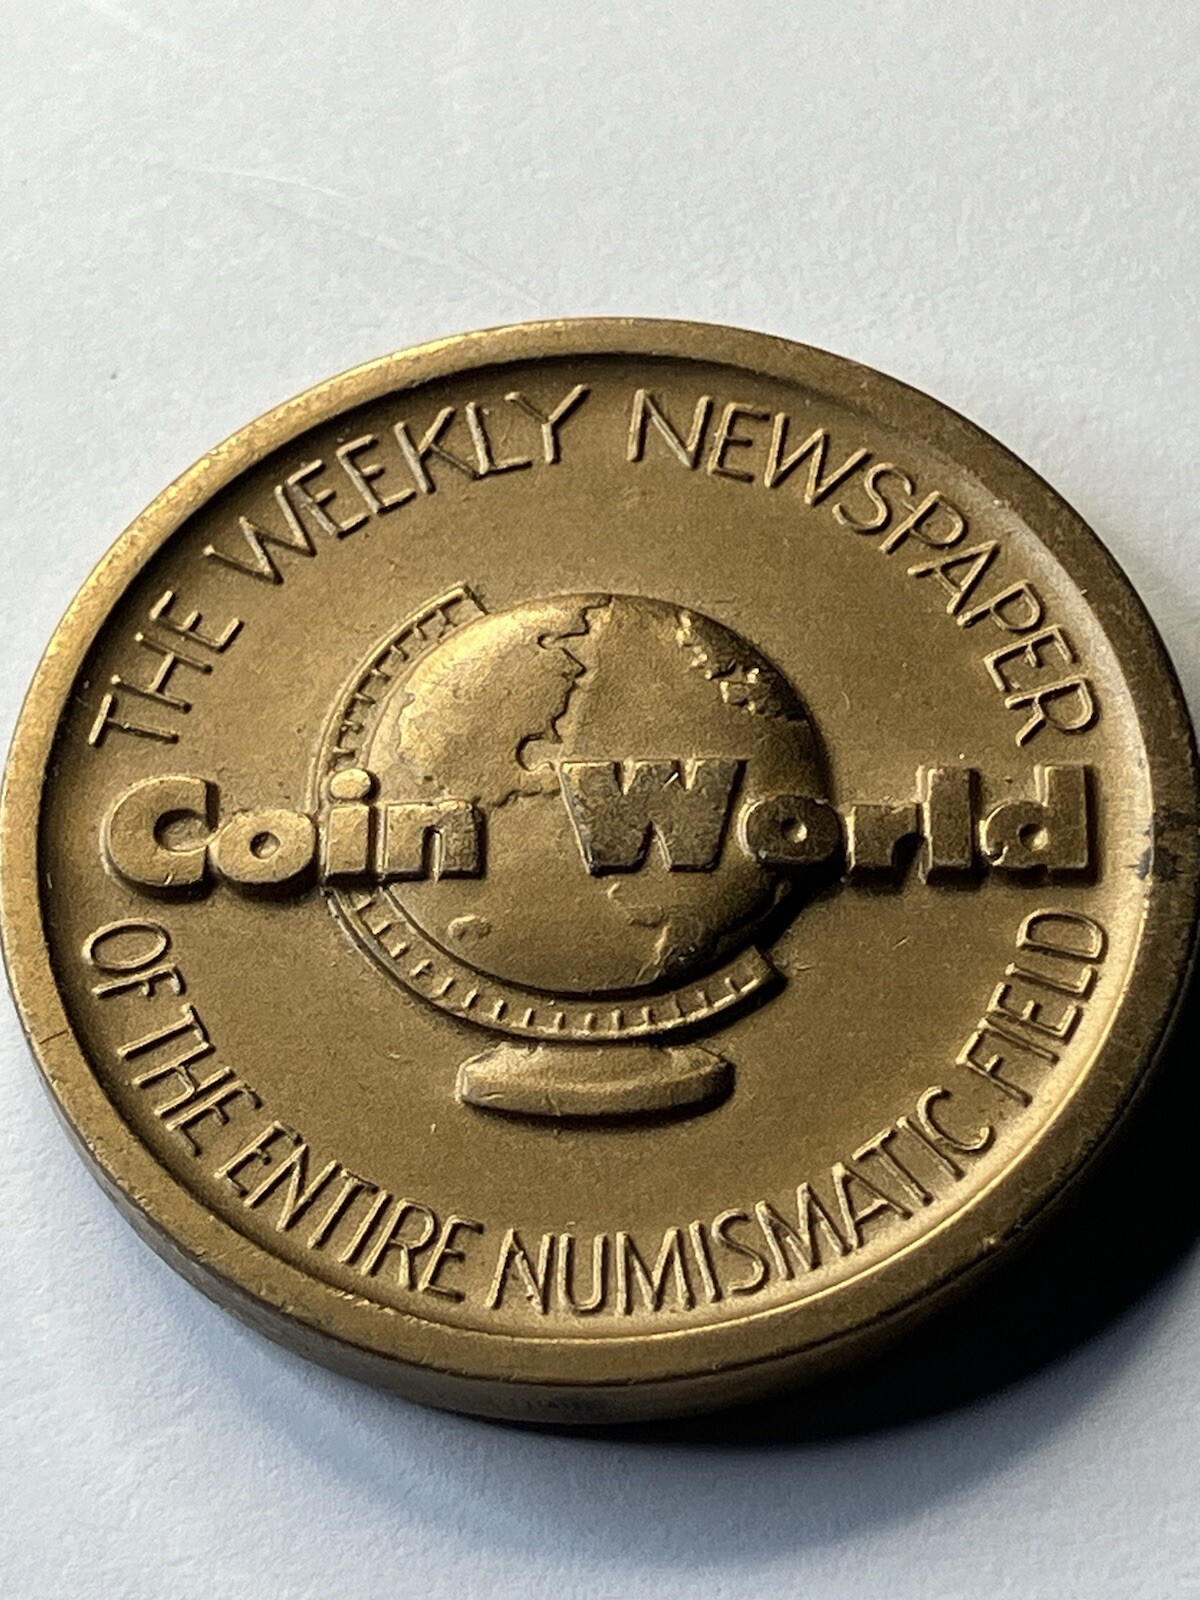 THE WEEKLY NEWSPAPER
Coin World
OF THE ENTIRE NUMISMATIC FIELD